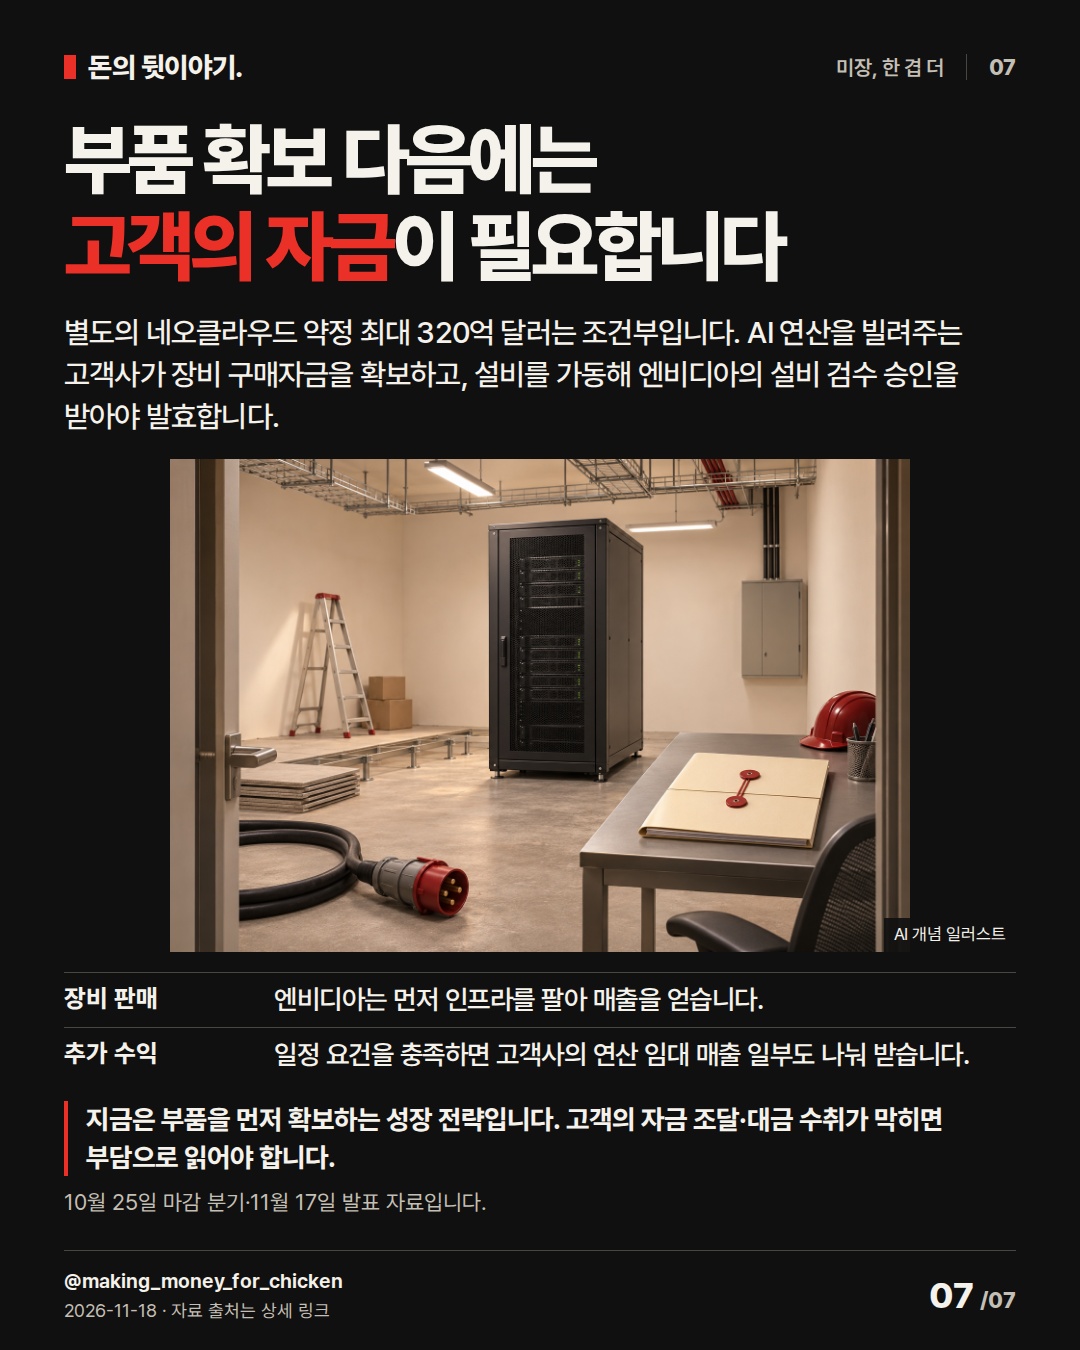 돈의 뒷이야기.
미장, 한 겹 더
07
부품 확보 다음에는
고객의 자금이 필요합니다
별도의 네오클라우드 약정 최대 320억 달러는 조건부입니다. AI 연산을 빌려주는
고객사가 장비 구매자금을 확보하고, 설비를 가동해 엔비디아의 설비 검수 승인을
받아야 발효합니다.
AI 개념 일러스트
장비 판매
엔비디아는 먼저 인프라를 팔아 매출을 얻습니다.
추가 수익
일정 요건을 충족하면 고객사의 연산 임대 매출 일부도 나눠 받습니다.
지금은 부품을 먼저 확보하는 성장 전략입니다. 고객의 자금 조달·대금 수취가 막히면
부담으로 읽어야 합니다.
10월 25일 마감 분기·11월 17일 발표 자료입니다.
@making_money_for_chicken
2026-11-18 · 자료 출처는 상세 링크
07 /07